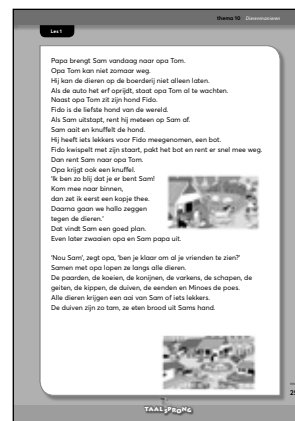 thema 10 Dierenmanieren
Les 1
Papa brengt Sam vandaag naar opa Tom.
Opa Tom kan niet zomaar weg.
Hij kan de dieren op de boerderij niet alleen laten.
Als de auto het erf oprijdt, staat opa Tom al te wachten.
Naast opa Tom zit zijn hond Fido.
Fido is de liefste hond van de wereld.
Als Sam uitstapt, rent hij meteen op Sam af.
Sam aait en knuffelt de hond.
Hij heeft iets lekkers voor Fido meegenomen, een bot.
Fido kwispelt met zijn staart, pakt het bot en rent er snel mee weg.
Dan rent Sam naar opa Tom.
Opa krijgt ook een knuffel.
'Ik ben zo blij dat je er bent Sam!
Kom mee naar binnen,
dan zet ik eerst een kopje thee.
Daarna gaan we hallo zeggen
tegen de dieren.'
Dat vindt Sam een goed plan.
Even later zwaaien opa en Sam papa uit.
'Nou Sam', zegt opa, 'ben je klaar om al je vrienden te zien?'
Samen met opa lopen ze langs alle dieren.
De paarden, de koeien, de konijnen, de varkens, de schapen, de
geiten, de kippen, de duiven, de eenden en Minoes de poes.
Alle dieren krijgen een aai van Sam of iets lekkers.
De duiven zijn zo tam, ze eten brood uit Sams hand.
TAALSPRONG